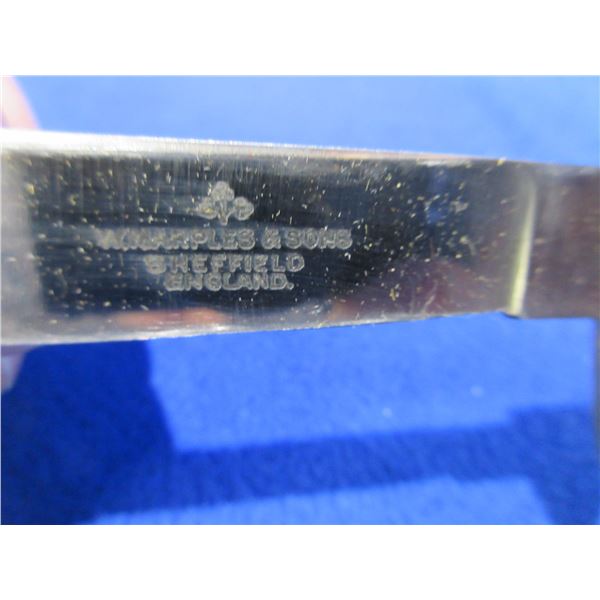 W. MARPLES & SONS
SHEFFIELD
ENGLAND.